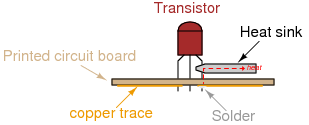 Transistor
Heat sink
Printed circuit board
heat
copper trace
Solder